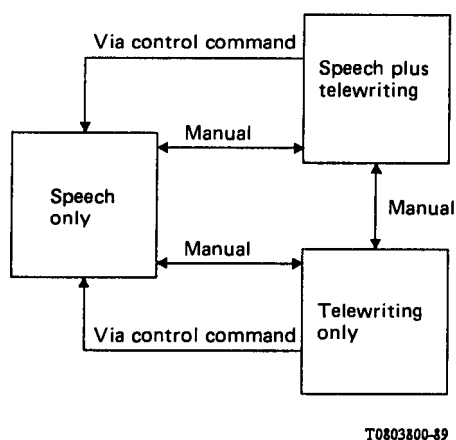 Via control command
Speech plus
telewriting
Manual
Speech
only
Manual
Manual
Telewriting
only
Via control command
T0803800-89